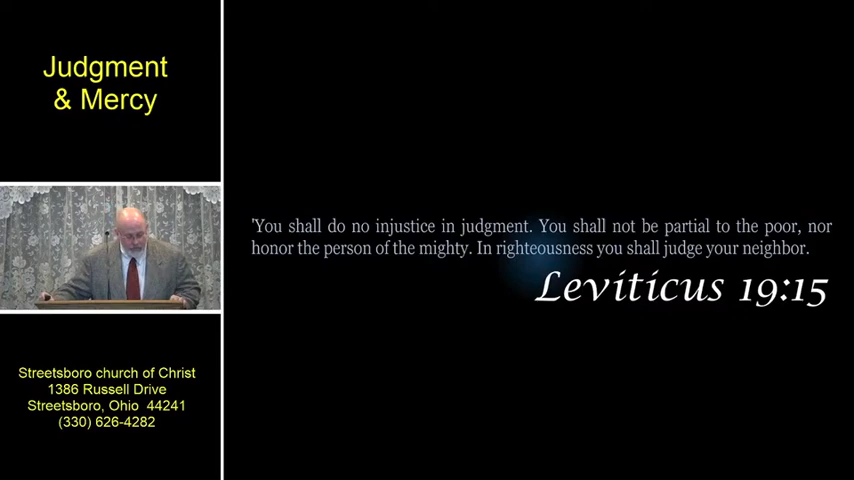 Judgment
& Mercy
'You shall do no injustice in judgment. You shall not be partial to the poor, nor
honor the person of the mighty. In righteousness you shall judge your neighbor.
Leviticus 19:15
Streetsboro church of Christ
1386 Russell Drive
Streetsboro, Ohio 44241
(330) 626-4282